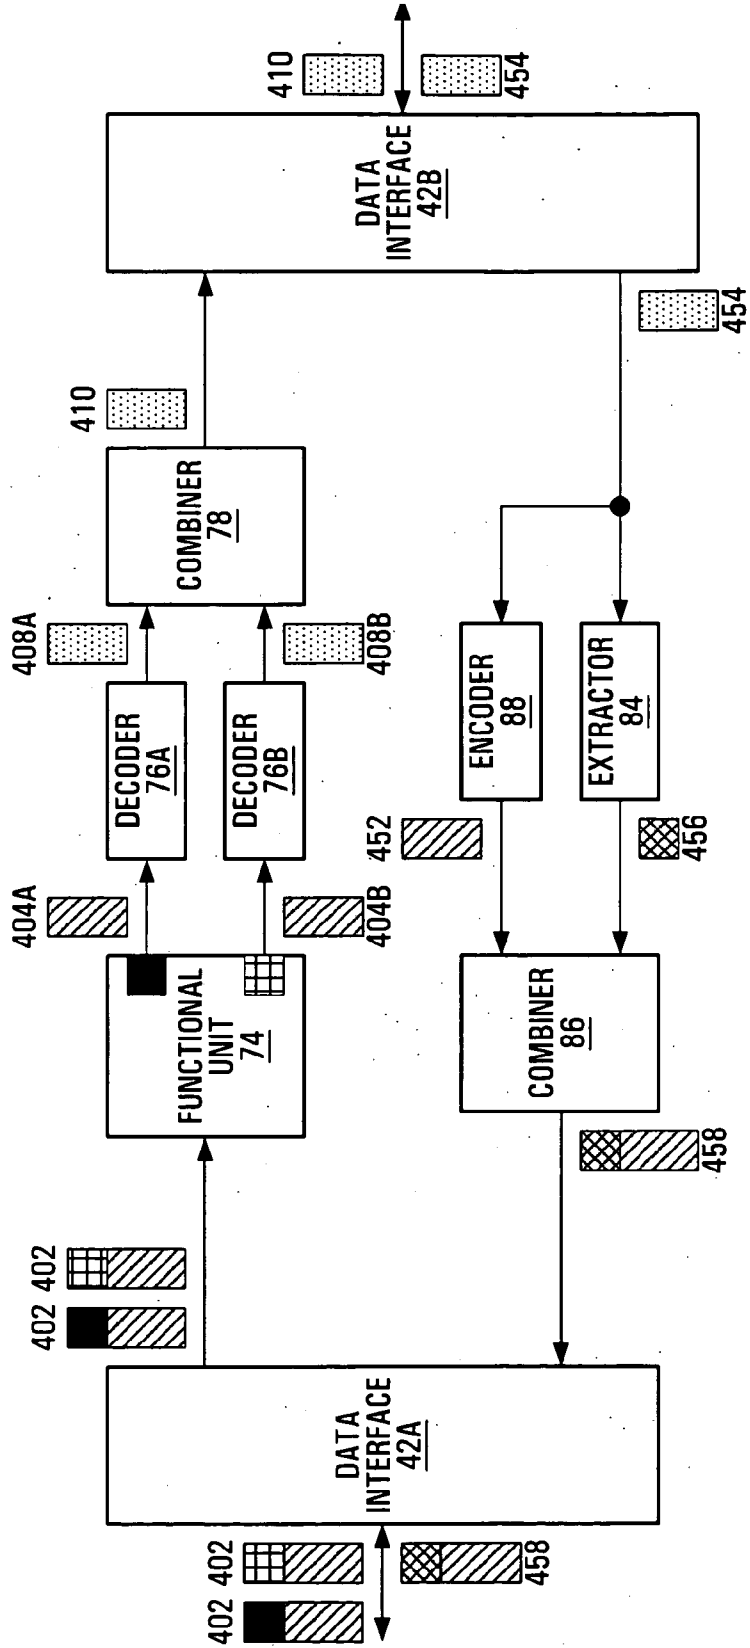 402
402
458
DATA
INTERFACE
42A
402
402
FUNCTIONAL
UNIT
74
404A
404B
DECODER
76A
DECODER
76B
408A
408B
COMBINER
78
410
DATA
INTERFACE
42B
410
454
454
ENCODER
88
EXTRACTOR
84
452
456
COMBINER
86
458